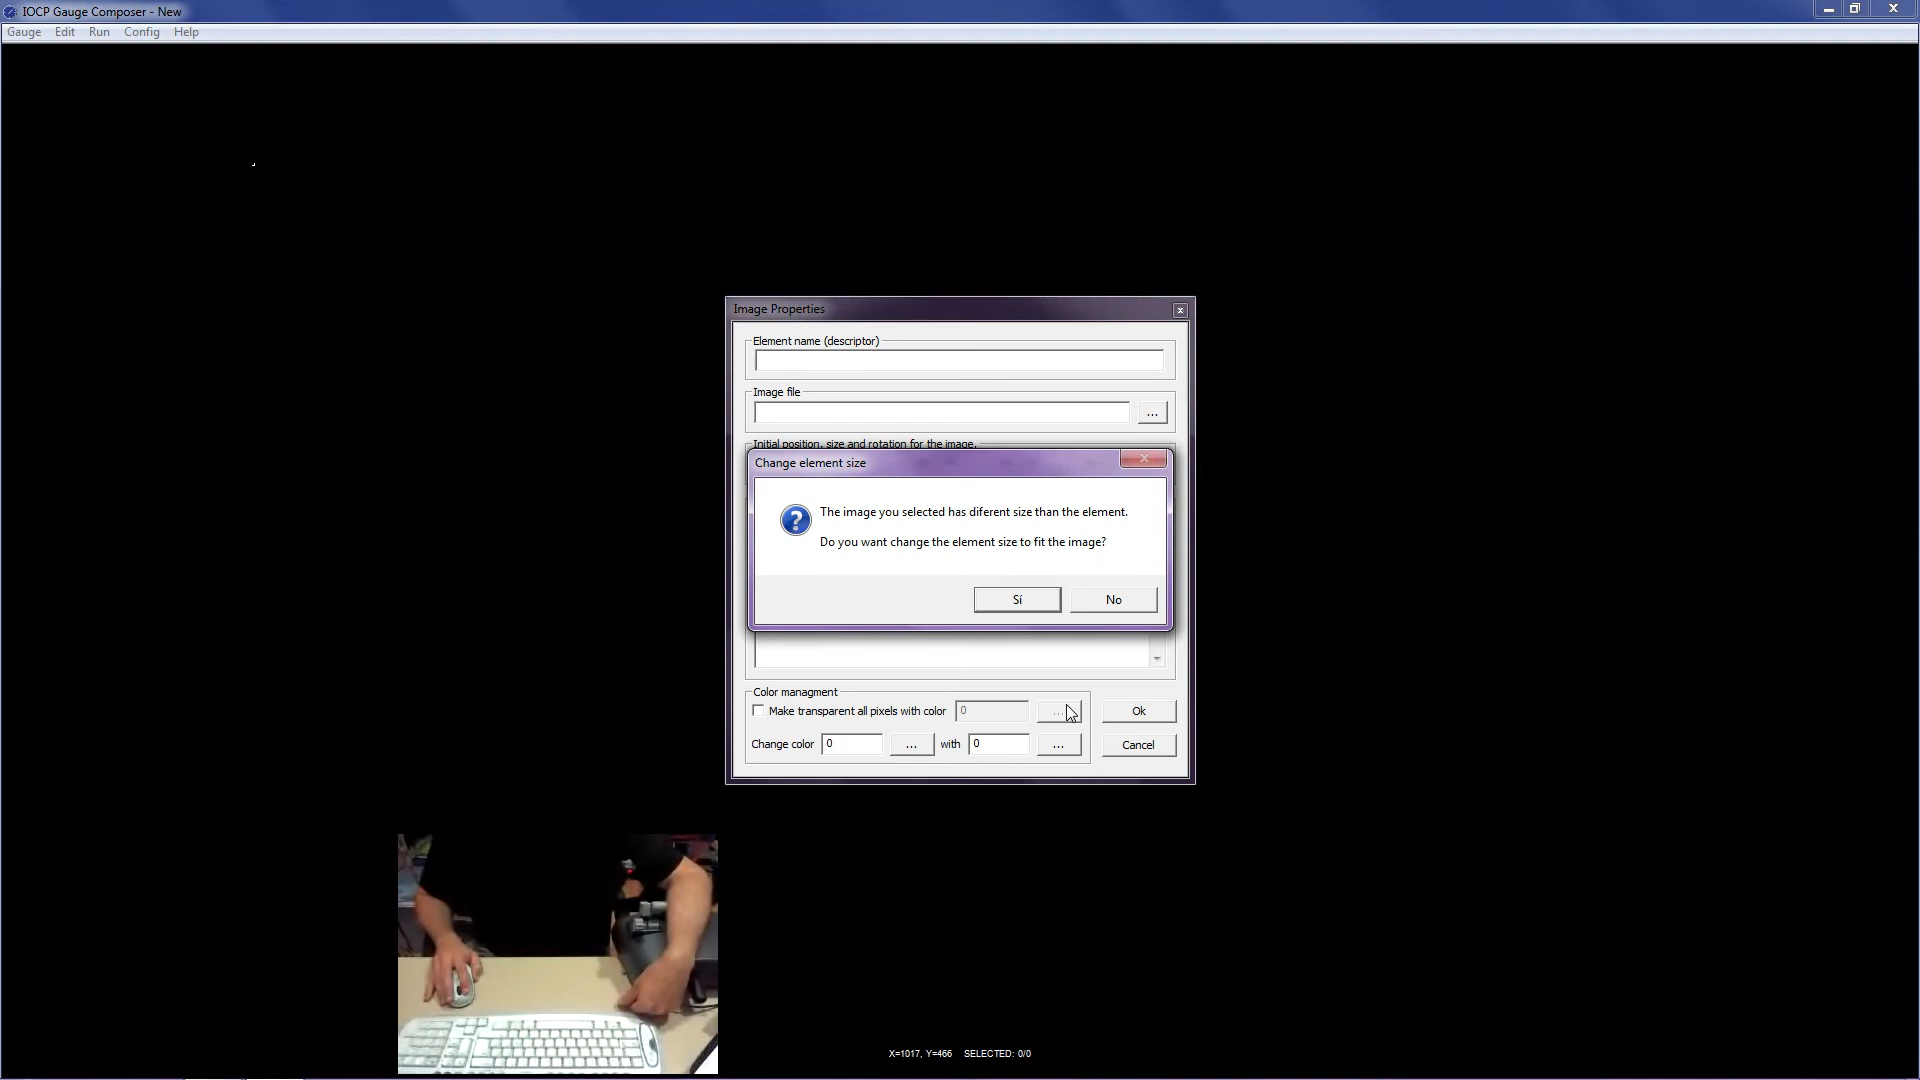 IOCP Gauge Composer - New
Gauge Edit Run Config Help
Image Properties
Element name (descriptor)
Image file
...
Initial position, size and rotation for the image.
Change element size
The image you selected has diferent size than the element.
Do you want change the element size to fit the image?
Sí No
Color managment
Make transparent all pixels with color 0 ... Ok
Change color 0 ... with 0 ... Cancel
X=1017, Y=466 SELECTED: 0/0